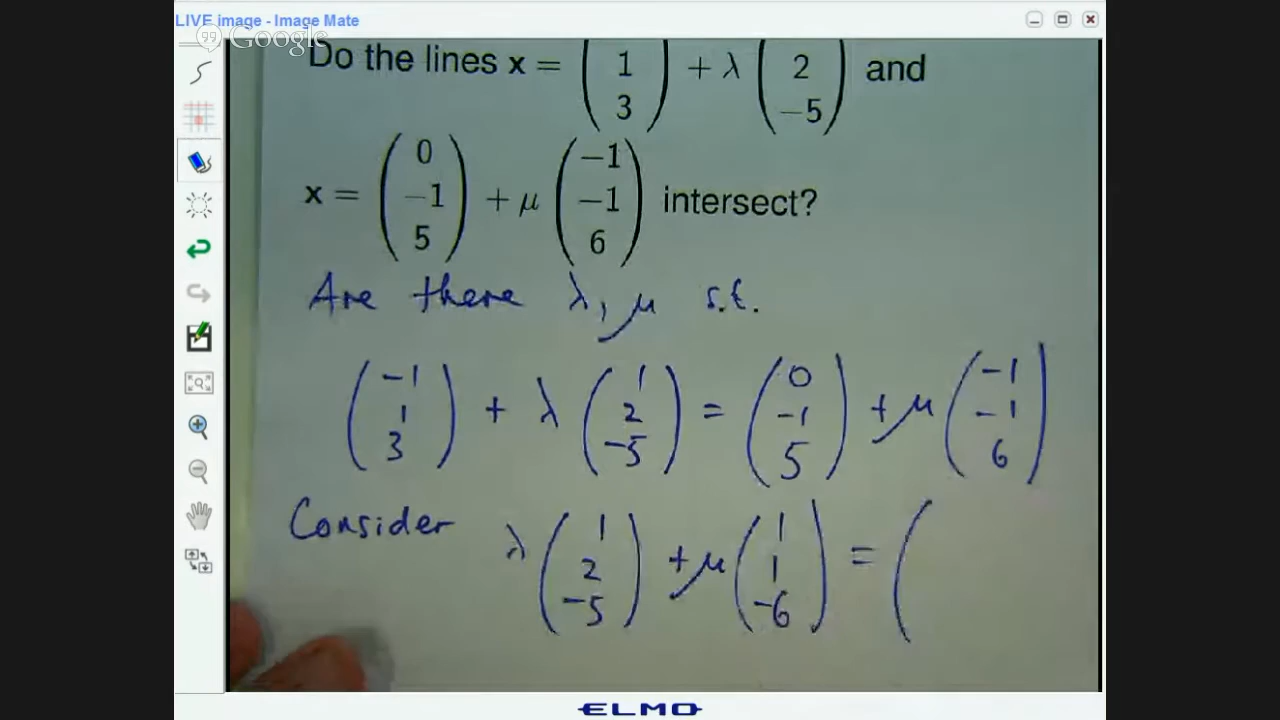 LIVE image - Image Mate
Google
Do the lines x = ( 1 3 ) + λ ( 2 −5 ) and
x = ( 0 −1 5 ) + μ ( −1 −1 6 ) intersect?
Are there λ, μ s.t.
( -1 1 3 ) + λ ( 1 2 -5 ) = ( 0 -1 5 ) + μ ( -1 -1 6 )
Consider λ ( 1 2 -5 ) + μ ( 1 1 -6 ) = (
ELMO